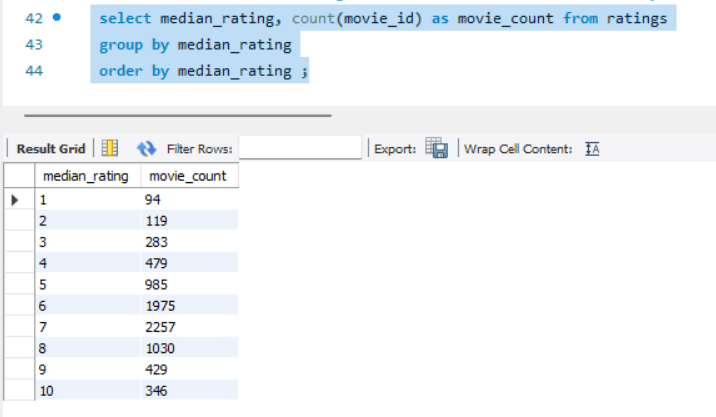 42 select median_rating, count(movie_id) as movie_count from ratings
43 group by median_rating
44 order by median_rating ;
Result Grid Filter Rows: Export: Wrap Cell Content: IA
median_rating movie_count
1 94
2 119
3 283
4 479
5 985
6 1975
7 2257
8 1030
9 429
10 346